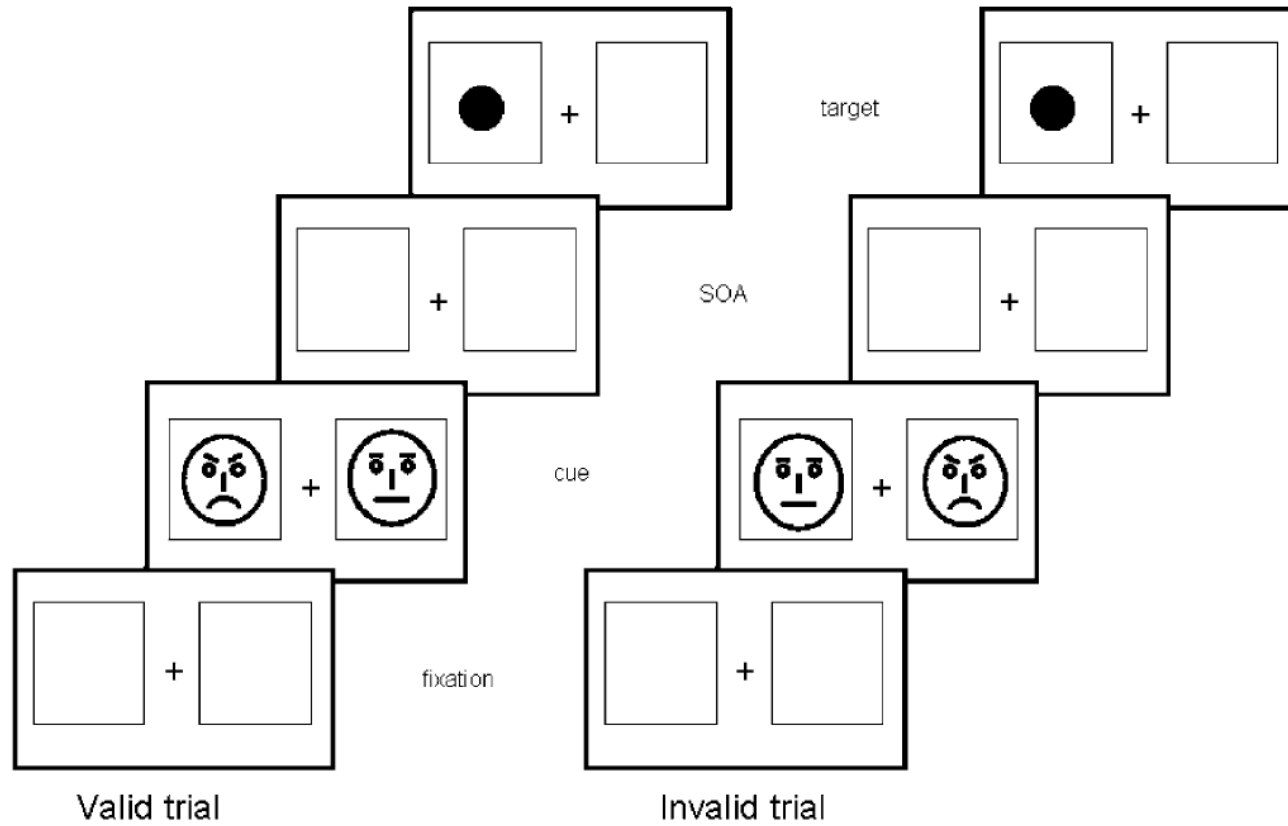 target
SOA
cue
fixation
Valid trial
Invalid trial